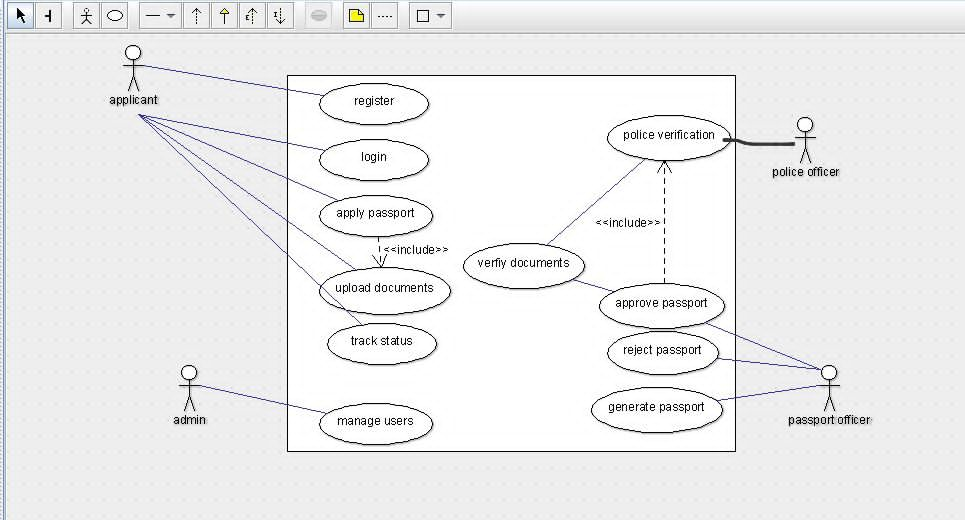 applicant
register
login
apply passport
<<include>>
upload documents
track status
admin
manage users
police verification
police officer
<<include>>
verfiy documents
approve passport
reject passport
generate passport
passport officer